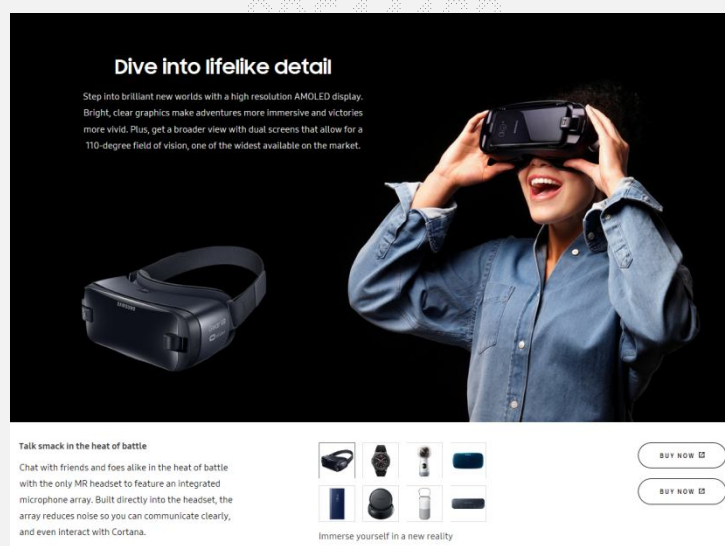 Dive into lifelike detail
Step into brilliant new worlds with a high resolution AMOLED display.
Bright, clear graphics make adventures more immersive and victories
more vivid. Plus, get a broader view with dual screens that allow for a
110-degree field of vision, one of the widest available on the market.
SAMSUNG
Talk smack in the heat of battle
Chat with friends and foes alike in the heat of battle
with the only MR headset to feature an integrated
microphone array. Built directly into the headset, the
array reduces noise so you can communicate clearly,
and even interact with Cortana.
Immerse yourself in a new reality
BUY NOW
BUY NOW